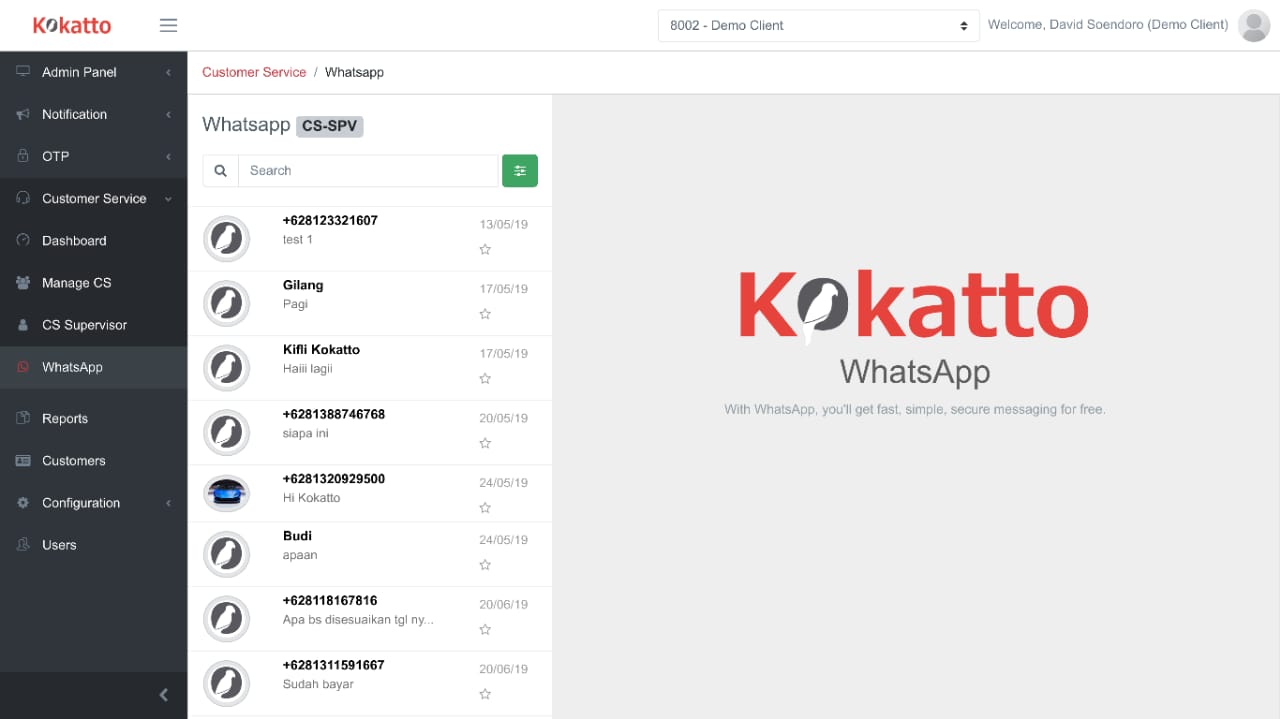 Kokatto
8002 - Demo Client
Welcome, David Soendoro (Demo Client)
Admin Panel
Notification
OTP
Customer Service
Dashboard
Manage CS
CS Supervisor
WhatsApp
Reports
Customers
Configuration
Users
Customer Service / Whatsapp
Whatsapp CS-SPV
Search
+628123321607 13/05/19
test 1
Gilang 17/05/19
Pagi
Kifli Kokatto 17/05/19
Haiii lagii
+6281388746768 20/05/19
siapa ini
+6281320929500 24/05/19
Hi Kokatto
Budi 24/05/19
apaan
+628118167816 20/06/19
Apa bs disesuaikan tgl ny...
+6281311591667 20/06/19
Sudah bayar
Kokatto
WhatsApp
With WhatsApp, you'll get fast, simple, secure messaging for free.